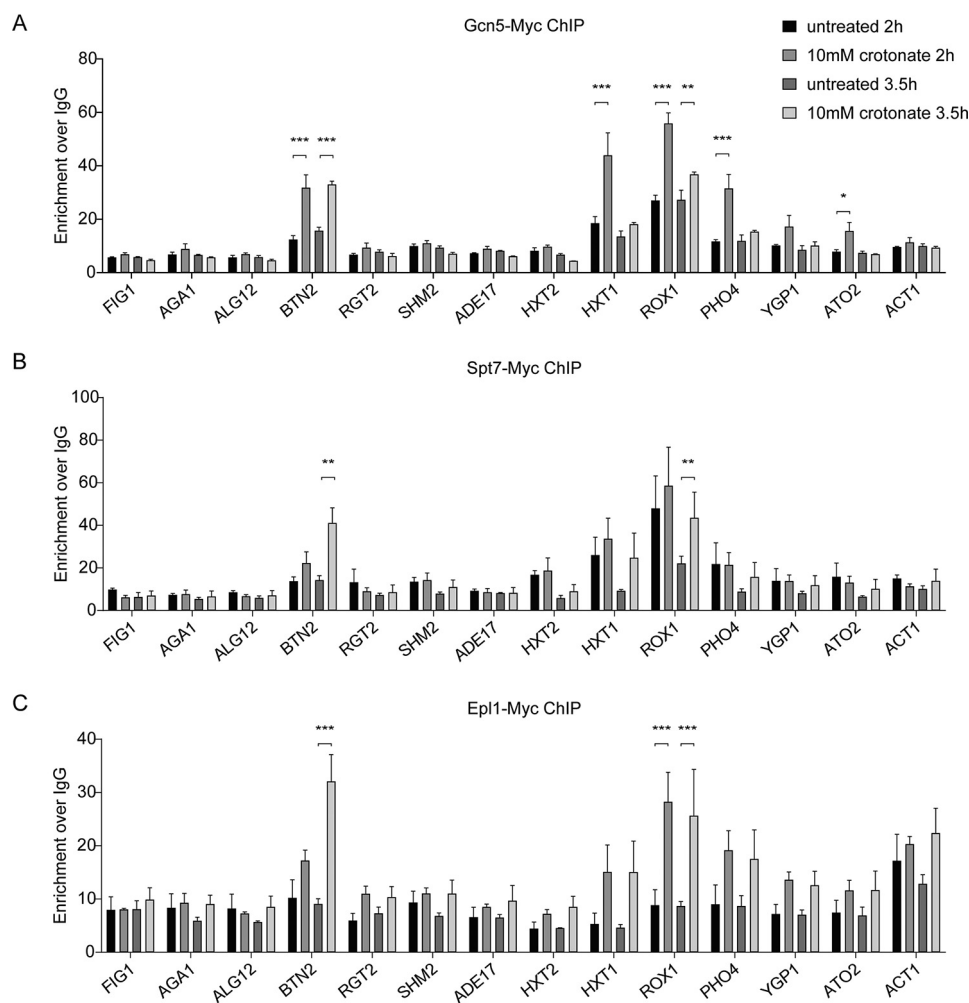 A
Gcn5-Myc ChIP
untreated 2h
10mM crotonate 2h
untreated 3.5h
10mM crotonate 3.5h
Enrichment over IgG
80
60
40
20
0
*** ***
***
*** **
***
*
FIG1 AGA1 ALG12 BTN2 RGT2 SHM2 ADE17 HXT2 HXT1 ROX1 PHO4 YGP1 ATO2 ACT1
B
Spt7-Myc ChIP
Enrichment over IgG
100
80
60
40
20
0
**
**
FIG1 AGA1 ALG12 BTN2 RGT2 SHM2 ADE17 HXT2 HXT1 ROX1 PHO4 YGP1 ATO2 ACT1
C
Epl1-Myc ChIP
Enrichment over IgG
40
30
20
10
0
***
*** ***
FIG1 AGA1 ALG12 BTN2 RGT2 SHM2 ADE17 HXT2 HXT1 ROX1 PHO4 YGP1 ATO2 ACT1